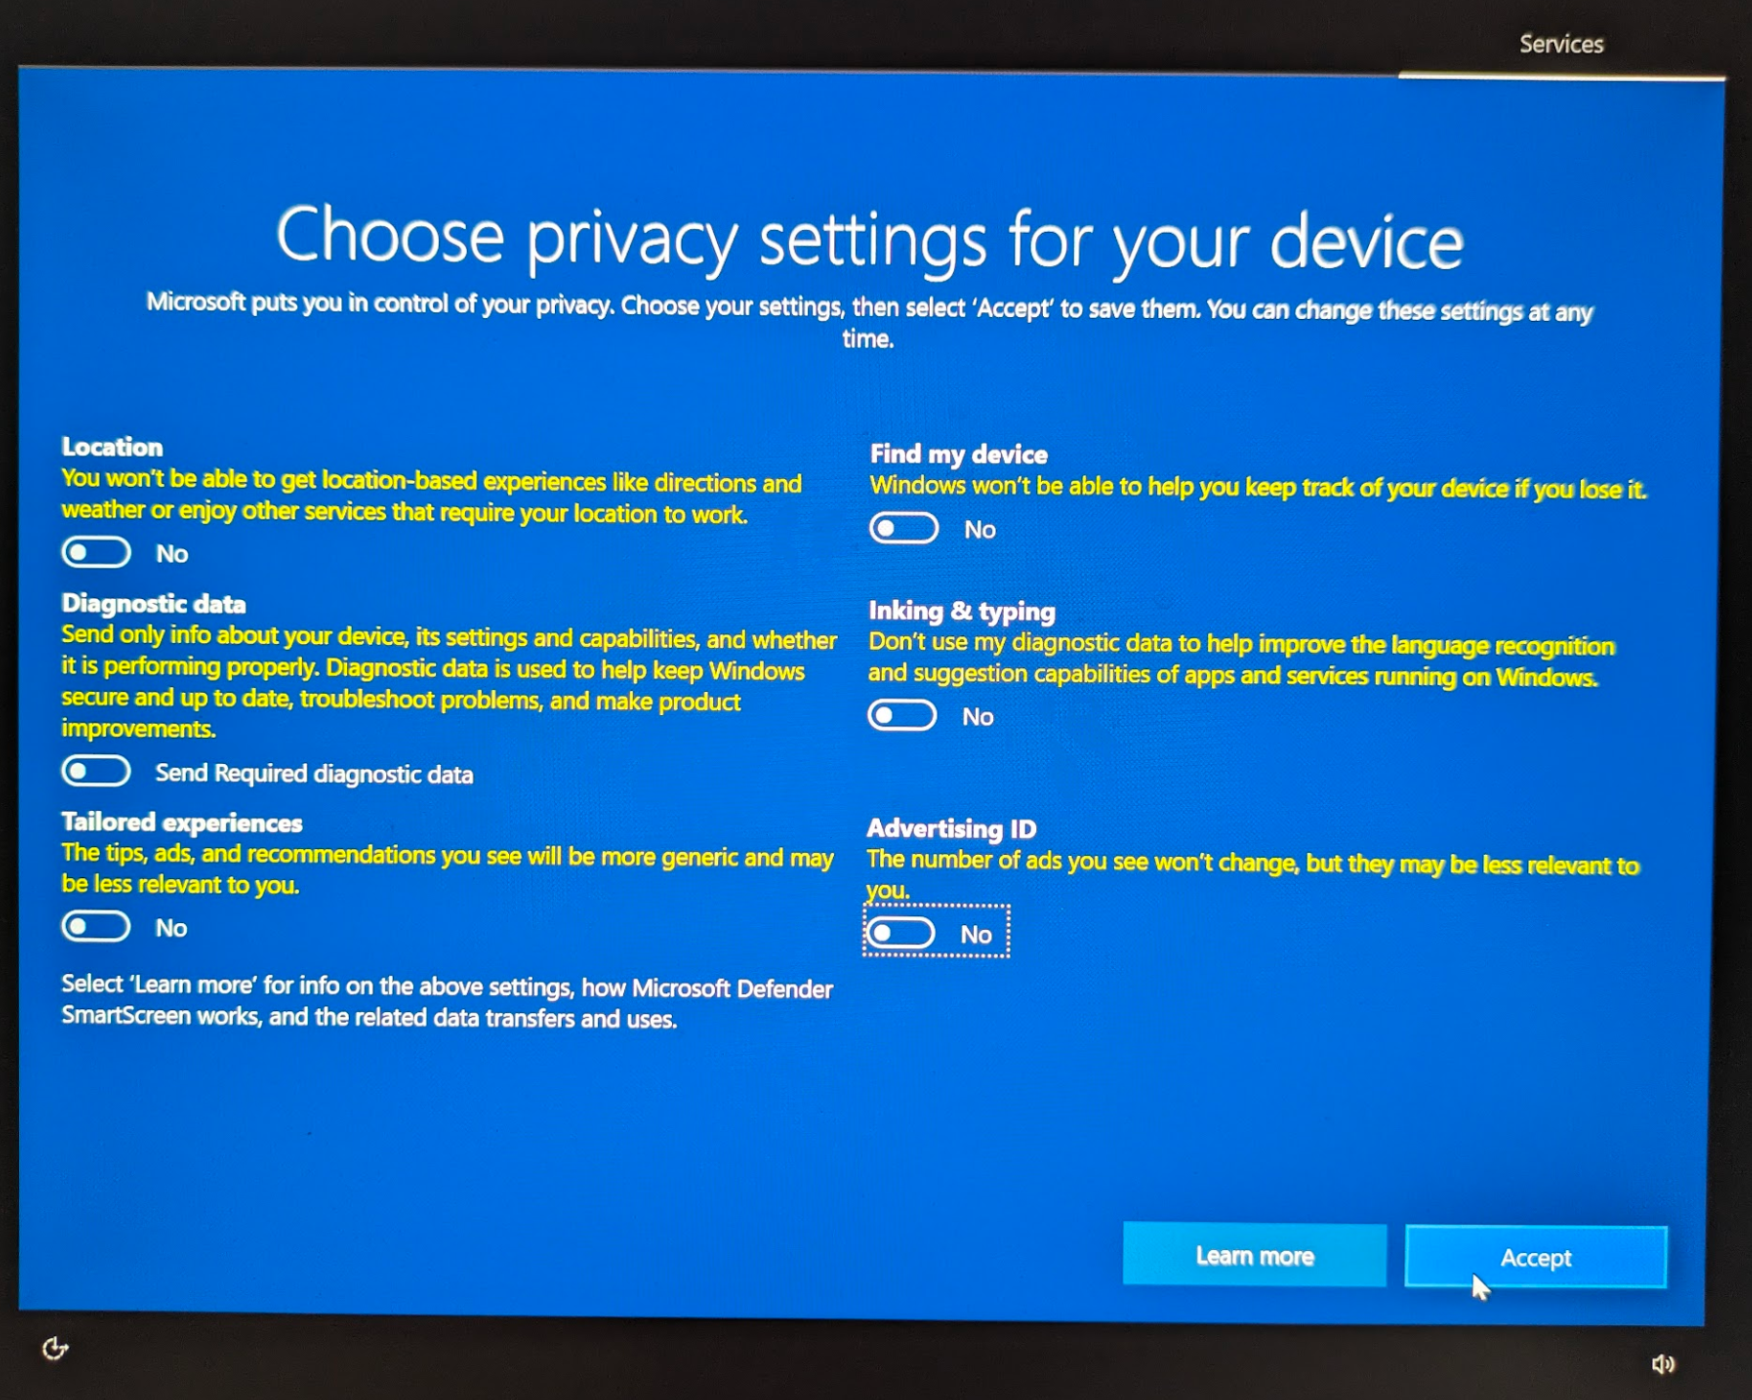 Services
Choose privacy settings for your device
Microsoft puts you in control of your privacy. Choose your settings, then select ‘Accept’ to save them. You can change these settings at any
time.
Location
You won’t be able to get location-based experiences like directions and
weather or enjoy other services that require your location to work.
No
Diagnostic data
Send only info about your device, its settings and capabilities, and whether
it is performing properly. Diagnostic data is used to help keep Windows
secure and up to date, troubleshoot problems, and make product
improvements.
Send Required diagnostic data
Tailored experiences
The tips, ads, and recommendations you see will be more generic and may
be less relevant to you.
No
Select ‘Learn more’ for info on the above settings, how Microsoft Defender
SmartScreen works, and the related data transfers and uses.
Find my device
Windows won’t be able to help you keep track of your device if you lose it.
No
Inking & typing
Don’t use my diagnostic data to help improve the language recognition
and suggestion capabilities of apps and services running on Windows.
No
Advertising ID
The number of ads you see won’t change, but they may be less relevant to
you.
No
Learn more
Accept